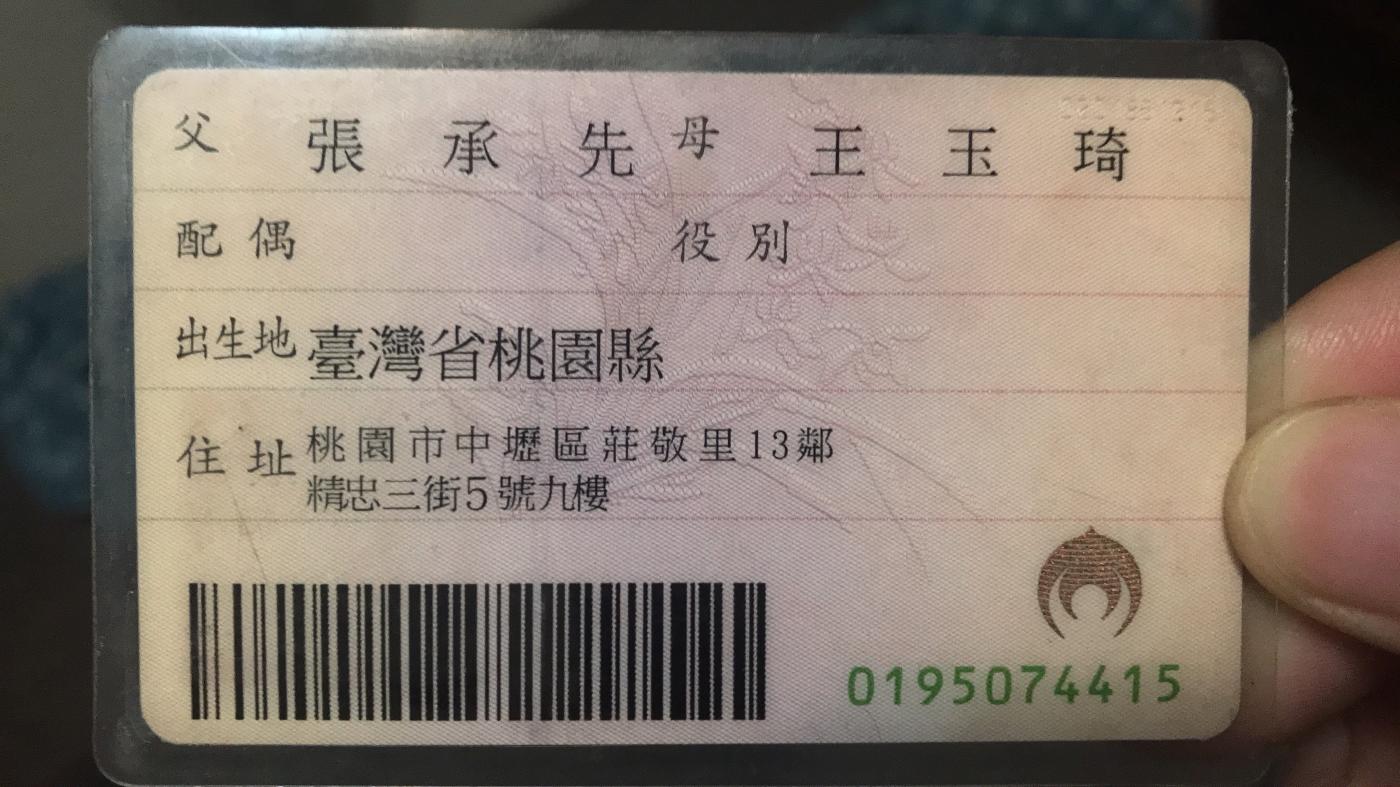 父 張承先 母 王玉琦
配偶 役別
出生地 臺灣省桃園縣
住址 桃園市中壢區莊敬里13鄰
精忠三街5號九樓
0195074415